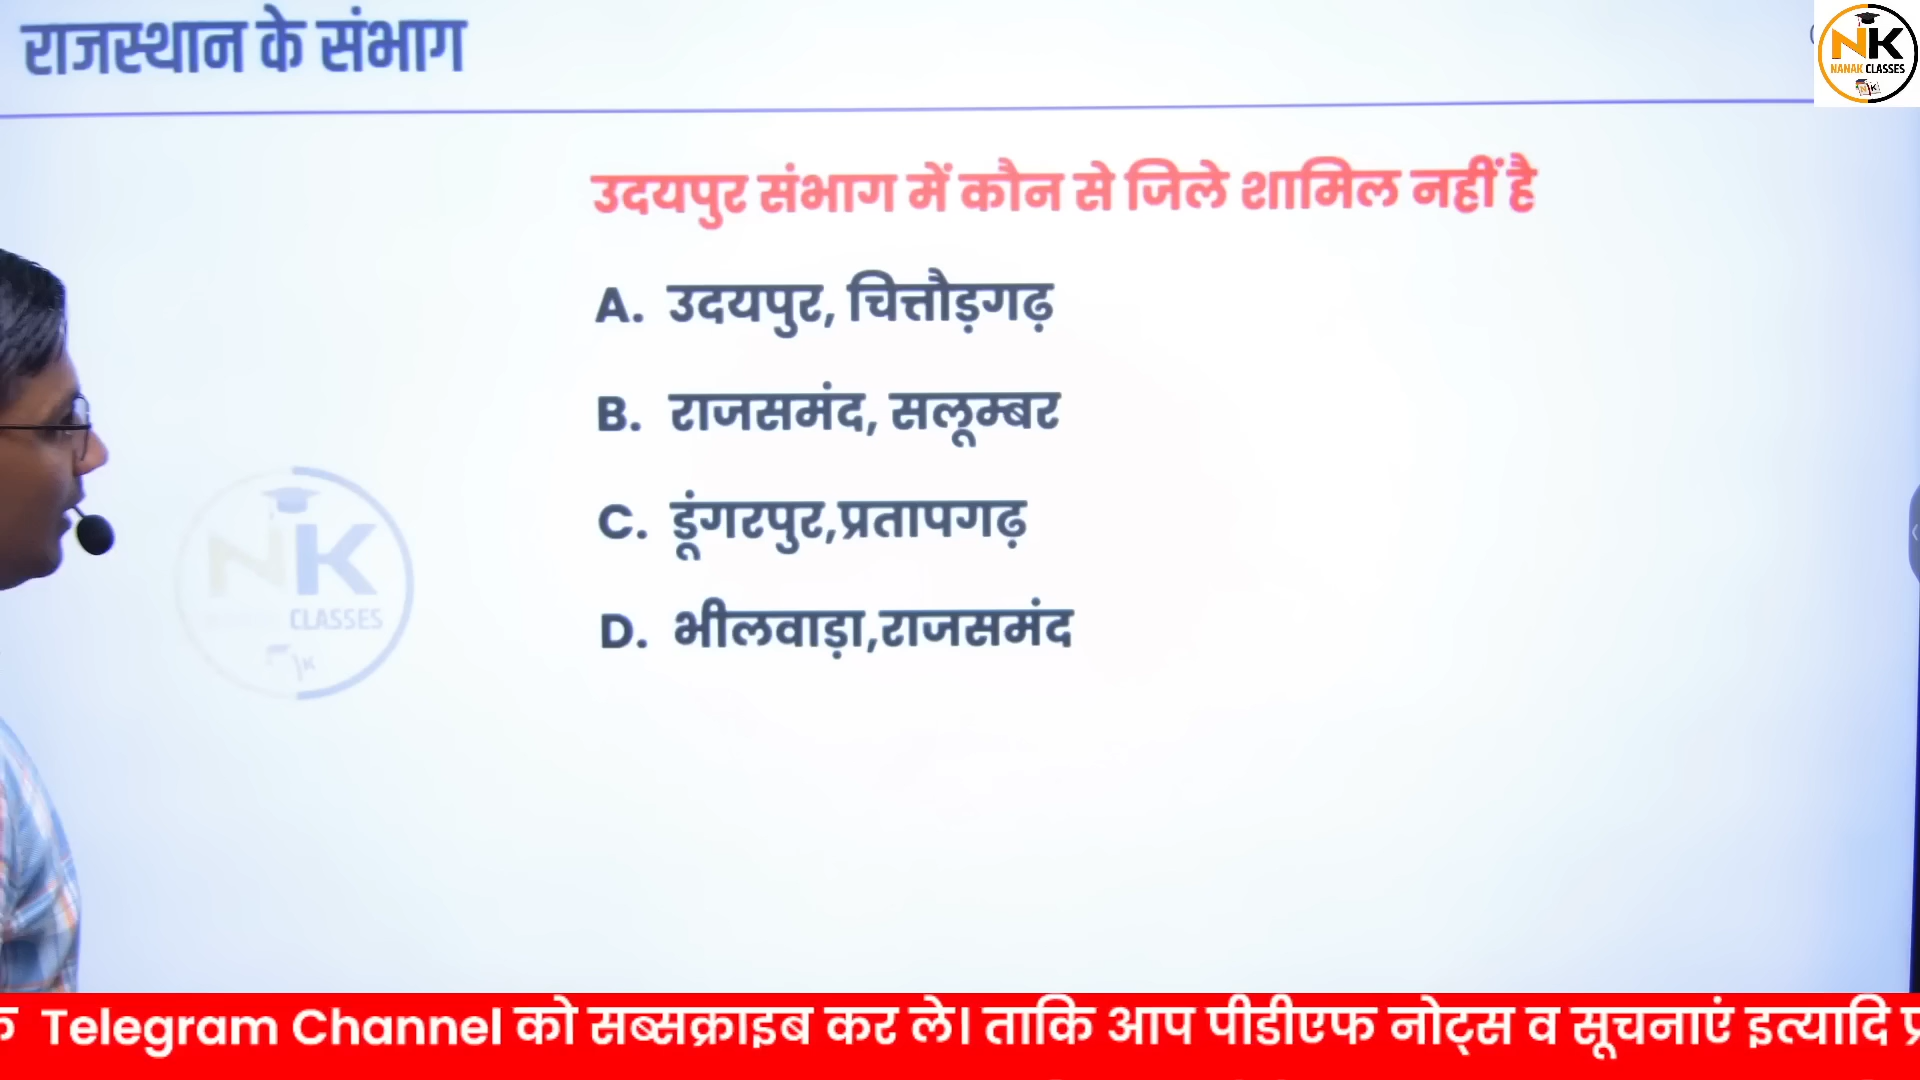 राजस्थान के संभाग
NK
NANAK CLASSES
उदयपुर संभाग में कौन से जिले शामिल नहीं है
A. उदयपुर, चित्तौड़गढ़
B. राजसमंद, सलूम्बर
C. डूंगरपुर,प्रतापगढ़
D. भीलवाड़ा,राजसमंद
NK
CLASSES
Telegram Channel को सब्सक्राइब कर ले। ताकि आप पीडीएफ नोट्स व सूचनाएं इत्यादि